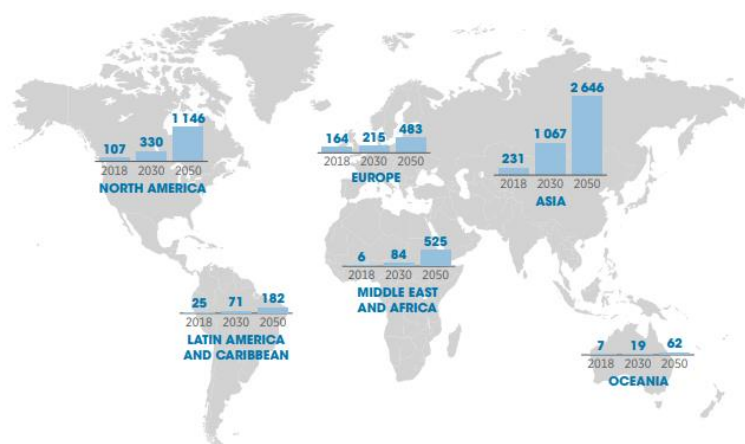 107 330 1 146
2018 2030 2050
NORTH AMERICA
164 215 483
2018 2030 2050
EUROPE
231 1 067 2 646
2018 2030 2050
ASIA
6 84 525
2018 2030 2050
MIDDLE EAST
AND AFRICA
25 71 182
2018 2030 2050
LATIN AMERICA
AND CARIBBEAN
7 19 62
2018 2030 2050
OCEANIA